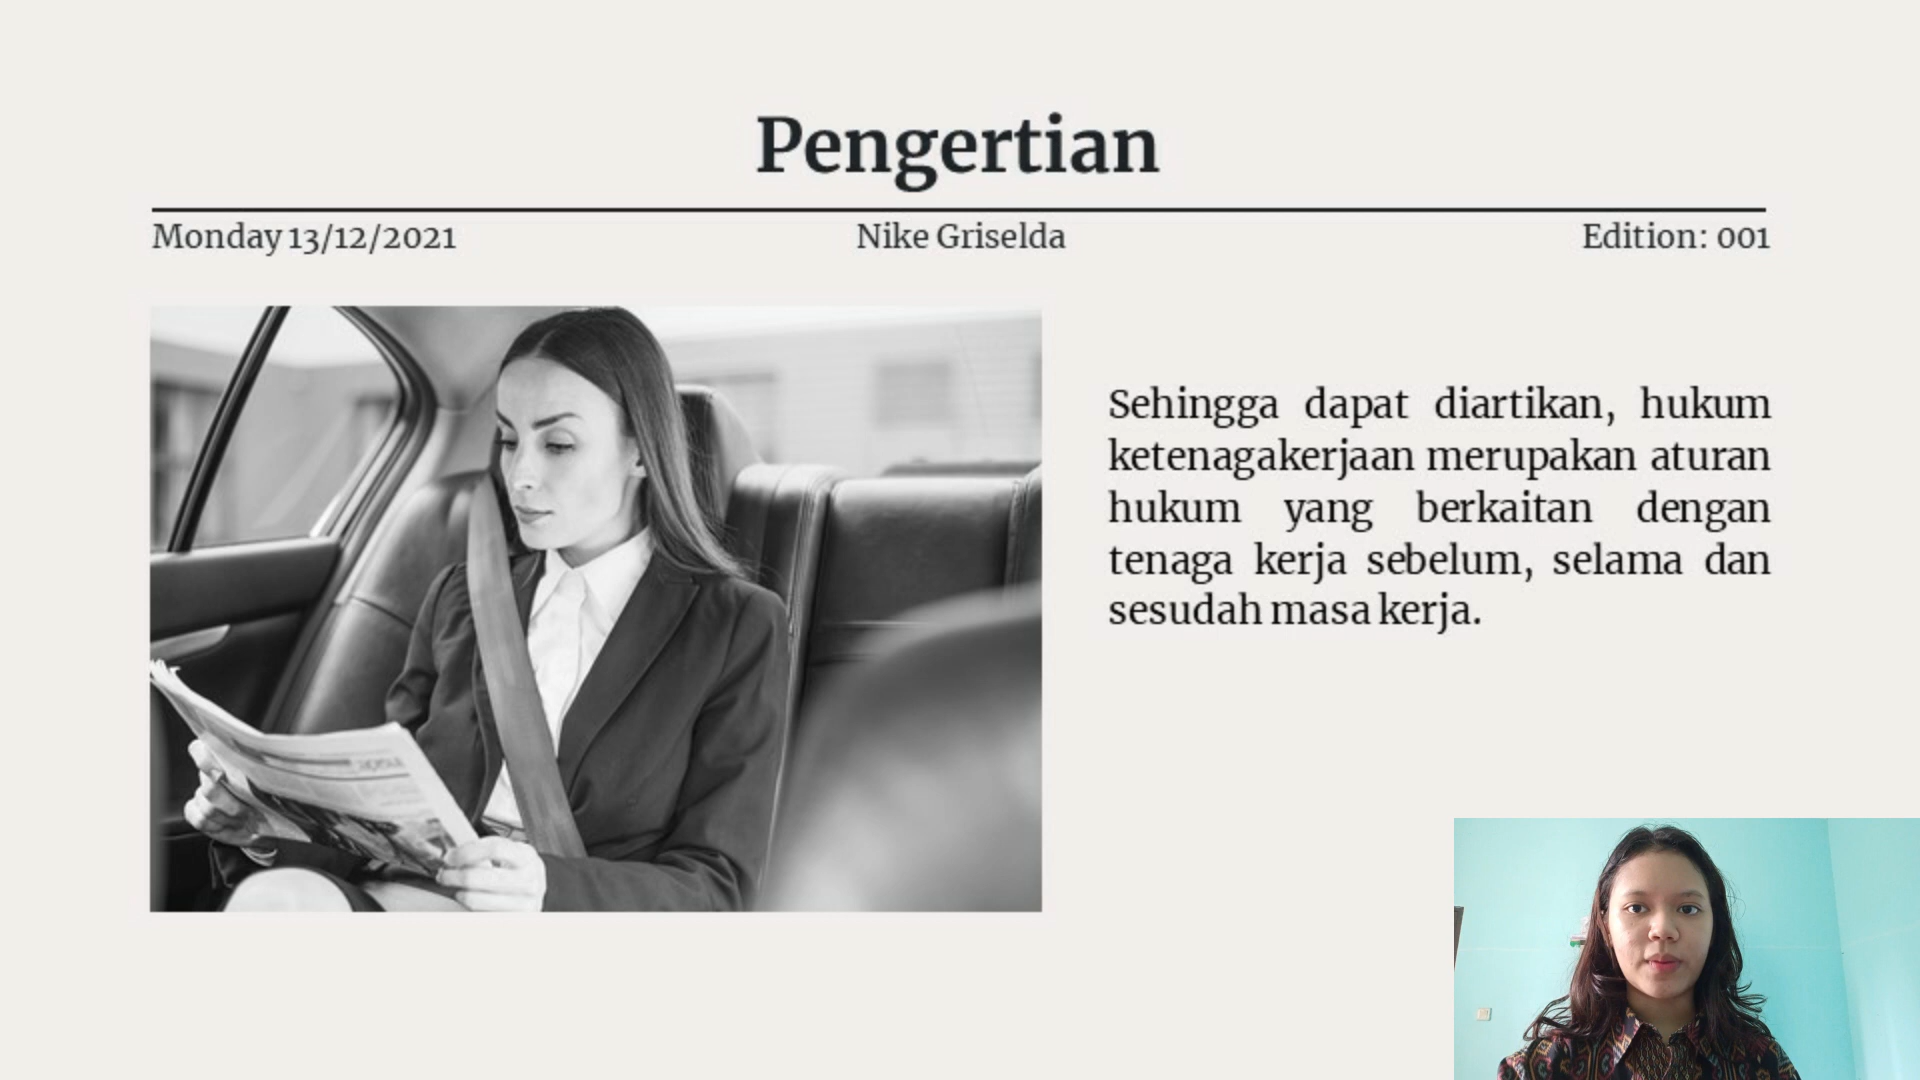 Pengertian
Monday 13/12/2021
Nike Griselda
Edition: 001
Sehingga dapat diartikan, hukum
ketenagakerjaan merupakan aturan
hukum yang berkaitan dengan
tenaga kerja sebelum, selama dan
sesudah masa kerja.